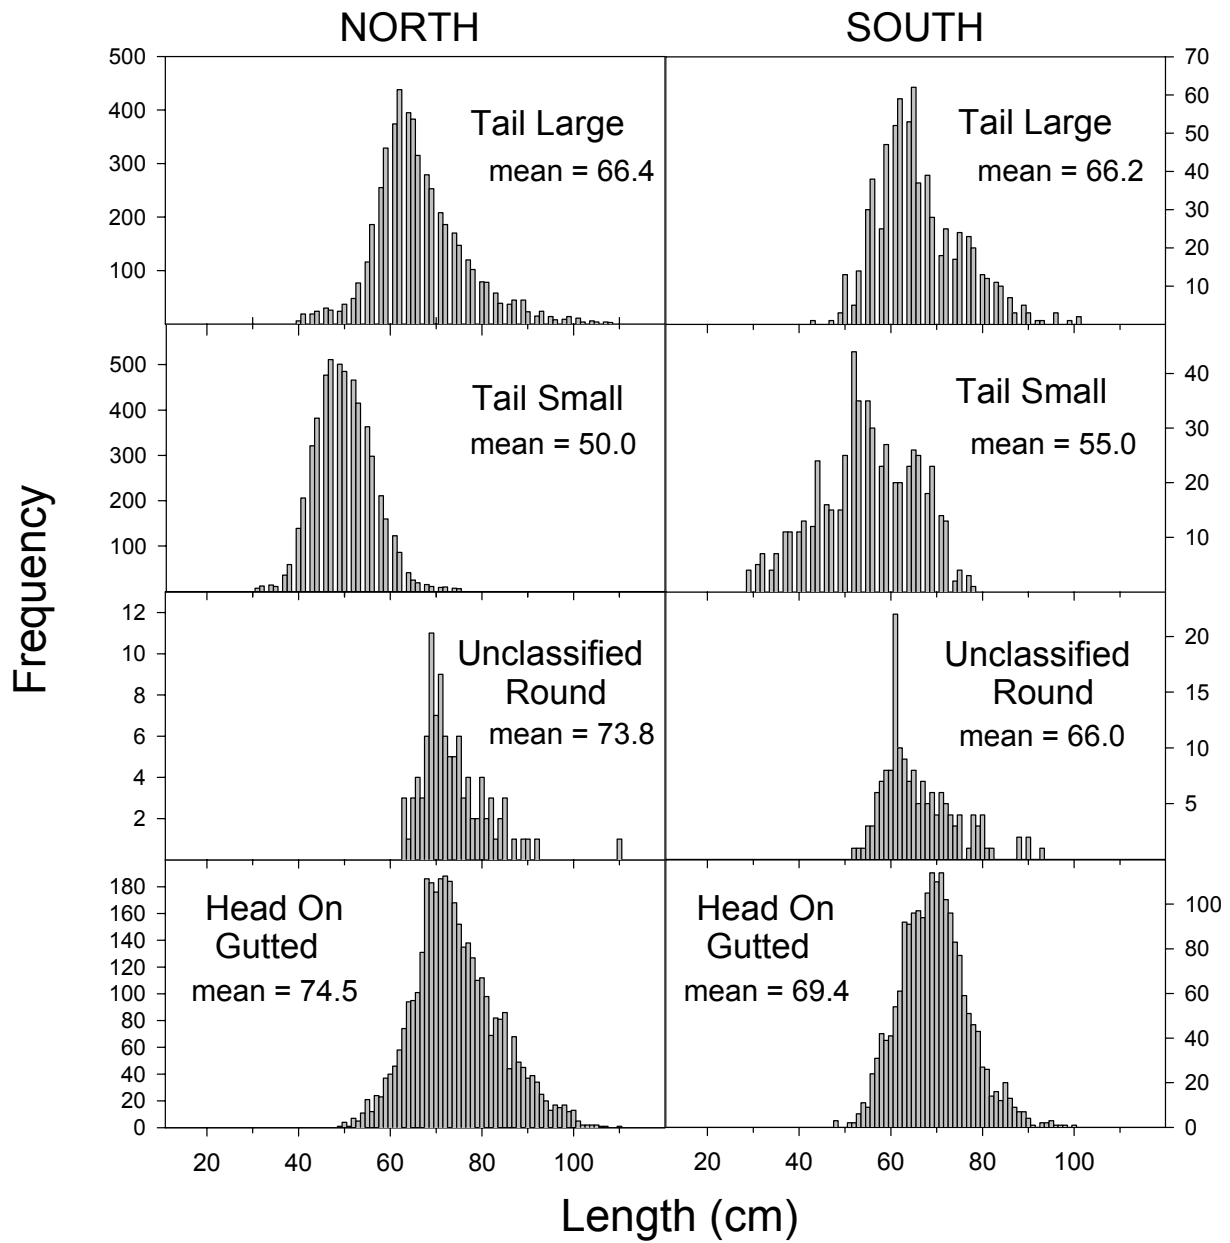 NORTH
SOUTH
500
400
300
200
100
Tail Large
mean = 66.4
Tail Large
mean = 66.2
70
60
50
40
30
20
10
500
400
300
200
100
Tail Small
mean = 50.0
Tail Small
mean = 55.0
40
30
20
10
Frequency
12
10
8
6
4
2
Unclassified
Round
mean = 73.8
Unclassified
Round
mean = 66.0
20
15
10
5
180
160
140
120
100
80
60
40
20
0
Head On
Gutted
mean = 74.5
Head On
Gutted
mean = 69.4
100
80
60
40
20
0
20 40 60 80 100
20 40 60 80 100
Length (cm)